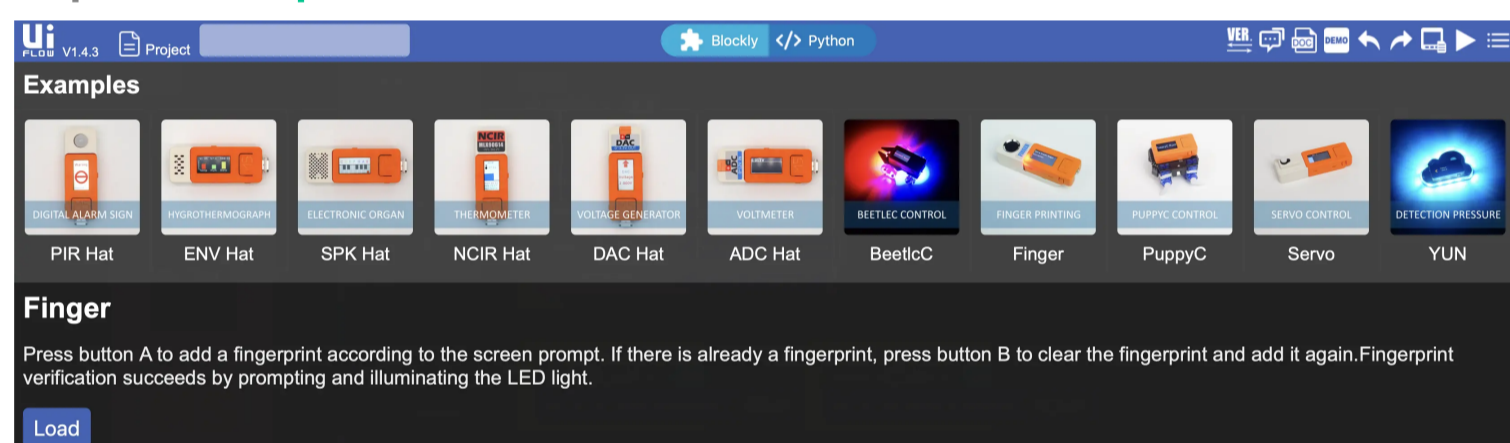 Ui
FLOW V1.4.3 Project Blockly </> Python VER. DOC DEMO
Examples
NCIR
DAC
ADC
DIGITAL ALARM SIGN HYGROTHERMOGRAPH ELECTRONIC ORGAN THERMOMETER VOLTAGE GENERATOR VOLTMETER BEETLEC CONTROL FINGER PRINTING PUPPYC CONTROL SERVO CONTROL DETECTION PRESSURE
PIR Hat ENV Hat SPK Hat NCIR Hat DAC Hat ADC Hat BeetlcC Finger PuppyC Servo YUN
Finger
Press button A to add a fingerprint according to the screen prompt. If there is already a fingerprint, press button B to clear the fingerprint and add it again.Fingerprint
verification succeeds by prompting and illuminating the LED light.
Load